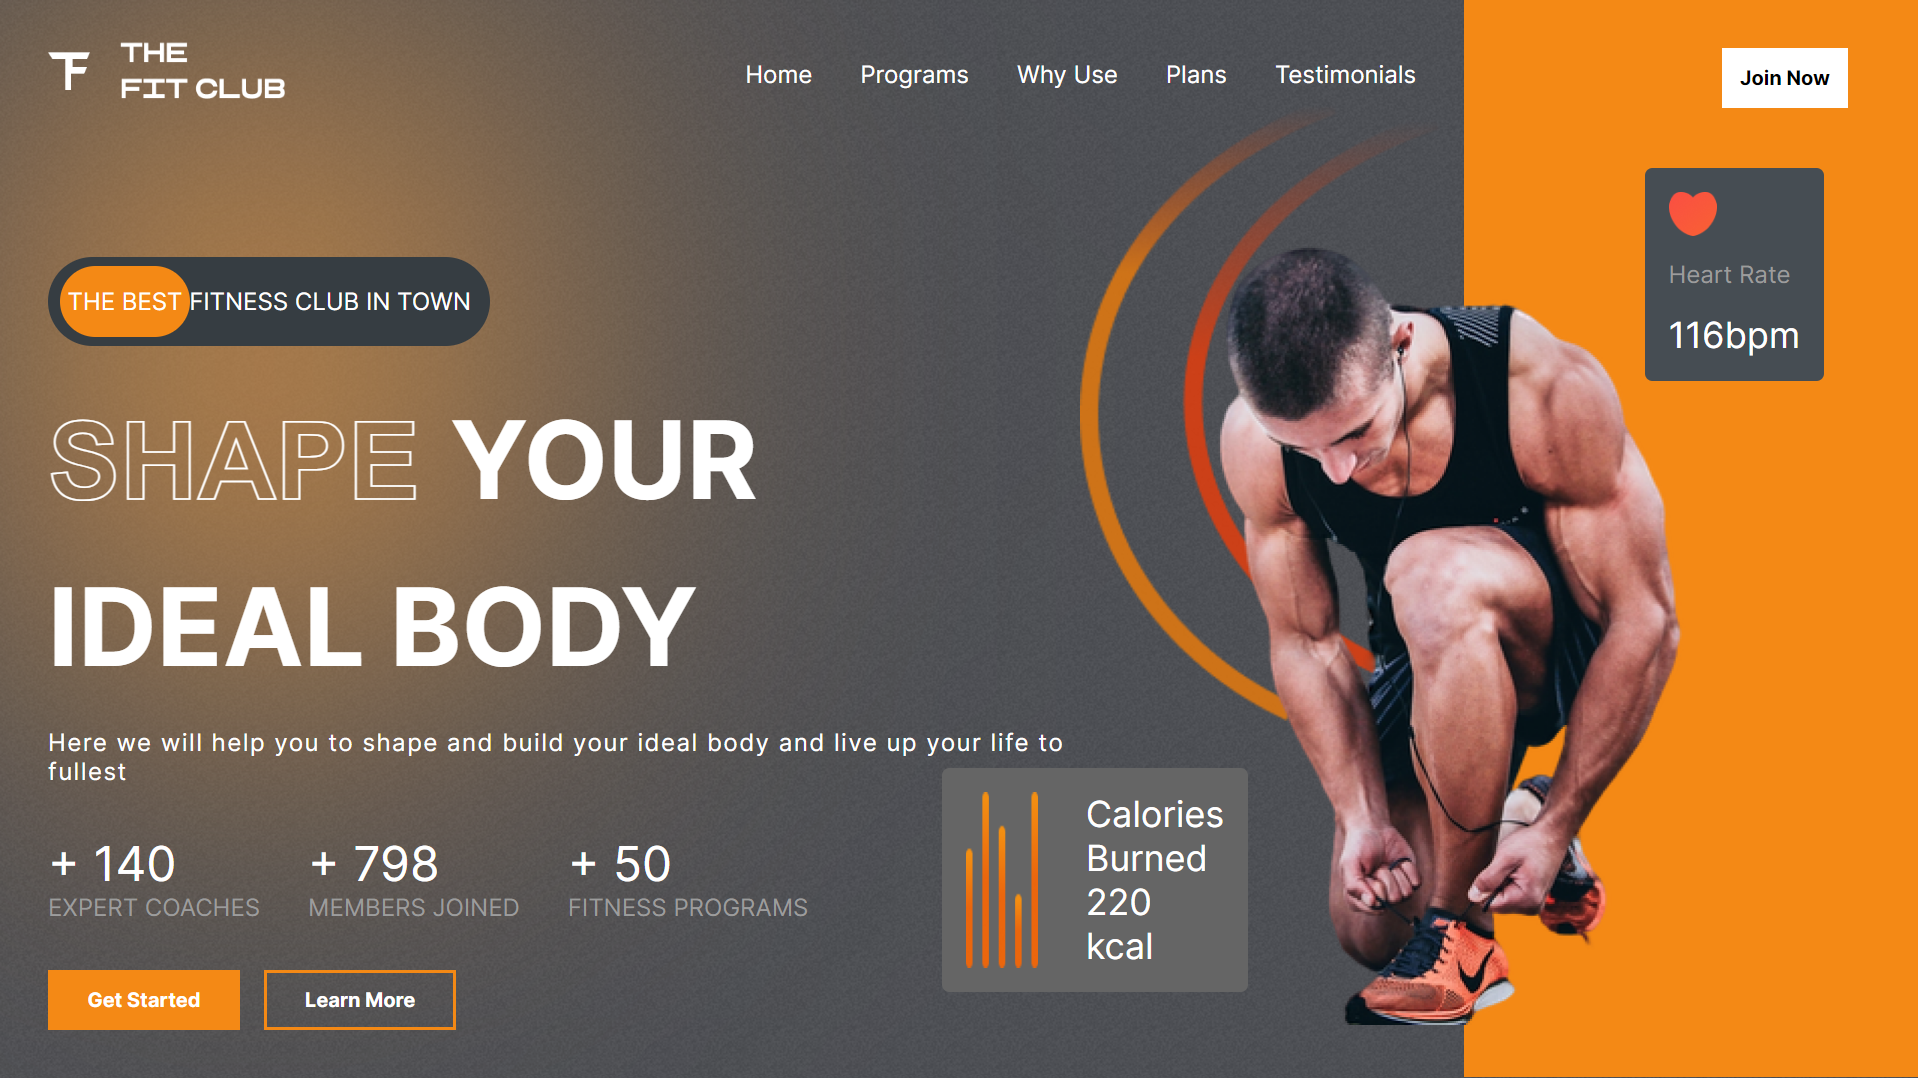 THE
FIT CLUB
Home Programs Why Use Plans Testimonials
Join Now
THE BEST FITNESS CLUB IN TOWN
SHAPE YOUR
IDEAL BODY
Here we will help you to shape and build your ideal body and live up your life to
fullest
+ 140
EXPERT COACHES
+ 798
MEMBERS JOINED
+ 50
FITNESS PROGRAMS
Get Started
Learn More
Heart Rate
116bpm
Calories
Burned
220
kcal